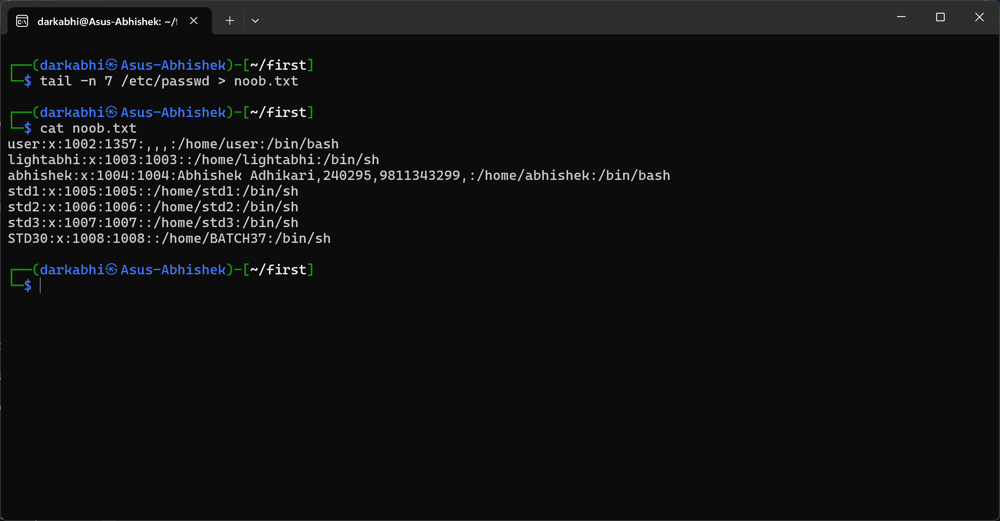 darkabhi@Asus-Abhishek: ~/f
┌──(darkabhi㉿Asus-Abhishek)-[~/first]
└─$ tail -n 7 /etc/passwd > noob.txt
┌──(darkabhi㉿Asus-Abhishek)-[~/first]
└─$ cat noob.txt
user:x:1002:1357:,,,:/home/user:/bin/bash
lightabhi:x:1003:1003::/home/lightabhi:/bin/sh
abhishek:x:1004:1004:Abhishek Adhikari,240295,9811343299,:/home/abhishek:/bin/bash
std1:x:1005:1005::/home/std1:/bin/sh
std2:x:1006:1006::/home/std2:/bin/sh
std3:x:1007:1007::/home/std3:/bin/sh
STD30:x:1008:1008::/home/BATCH37:/bin/sh
┌──(darkabhi㉿Asus-Abhishek)-[~/first]
└─$